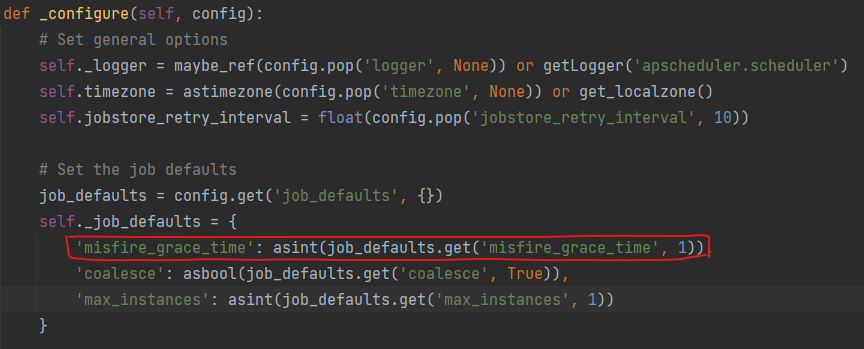 def _configure(self, config):
# Set general options
self._logger = maybe_ref(config.pop('logger', None)) or getLogger('apscheduler.scheduler')
self.timezone = astimezone(config.pop('timezone', None)) or get_localzone()
self.jobstore_retry_interval = float(config.pop('jobstore_retry_interval', 10))
# Set the job defaults
job_defaults = config.get('job_defaults', {})
self._job_defaults = {
'misfire_grace_time': asint(job_defaults.get('misfire_grace_time', 1)),
'coalesce': asbool(job_defaults.get('coalesce', True)),
'max_instances': asint(job_defaults.get('max_instances', 1))
}